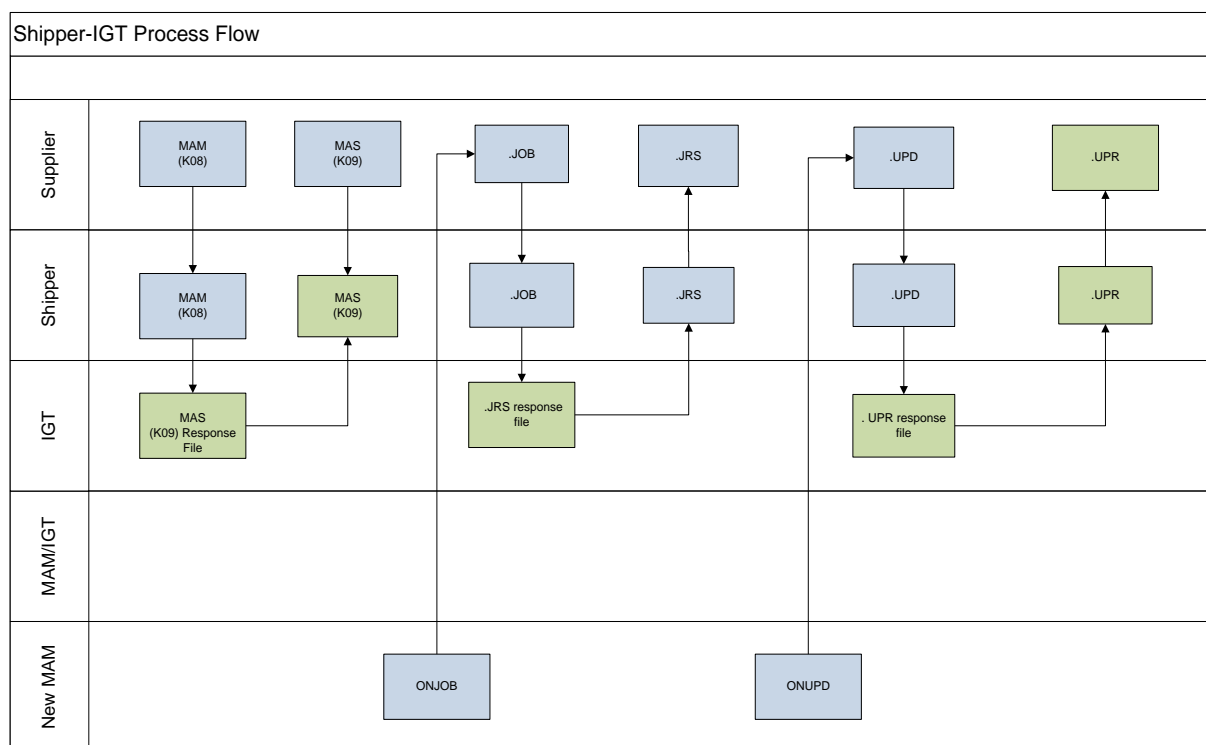 Shipper-IGT Process Flow
Supplier
MAM
(K08)
MAS
(K09)
.JOB
.JRS
.UPD
.UPR
Shipper
MAM
(K08)
MAS
(K09)
.JOB
.JRS
.UPD
.UPR
IGT
MAS
(K09) Response
File
.JRS response
file
. UPR response
file
MAM/IGT
New MAM
ONJOB
ONUPD